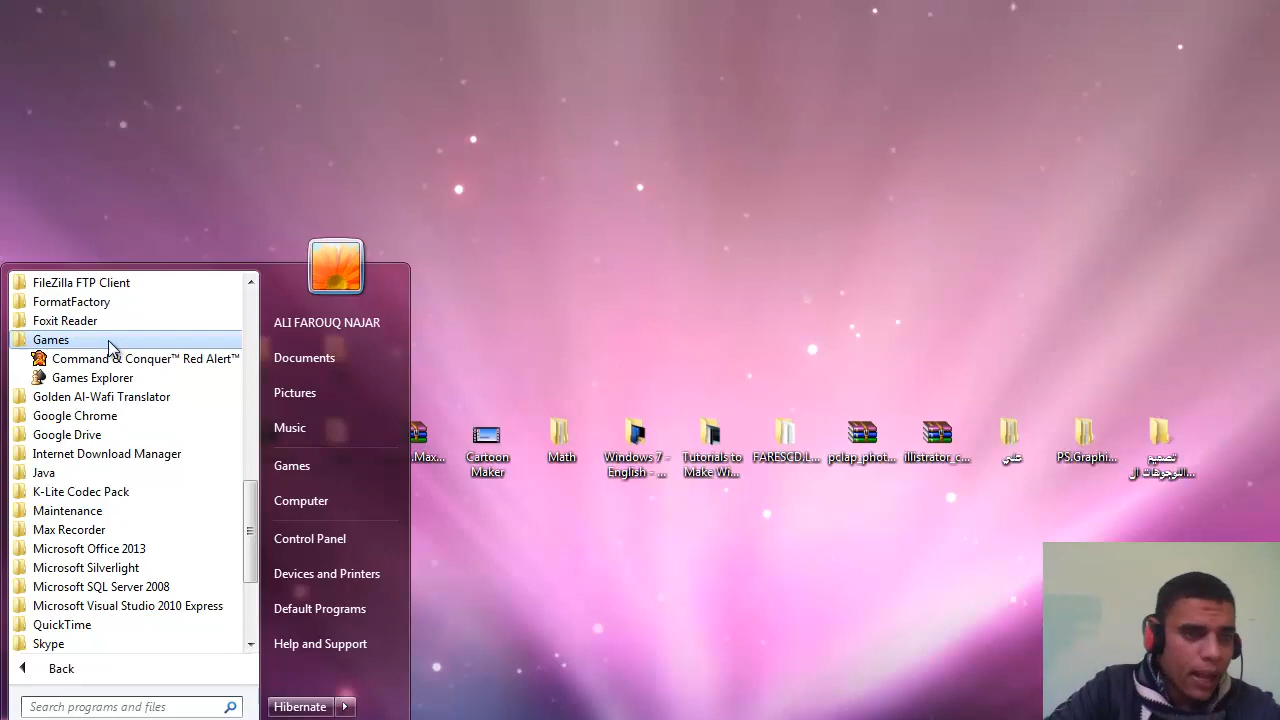 FileZilla FTP Client
FormatFactory
Foxit Reader
Games
Command & Conquer™ Red Alert™
Games Explorer
Golden Al-Wafi Translator
Google Chrome
Google Drive
Internet Download Manager
Java
K-Lite Codec Pack
Maintenance
Max Recorder
Microsoft Office 2013
Microsoft Silverlight
Microsoft SQL Server 2008
Microsoft Visual Studio 2010 Express
QuickTime
Skype
Back
Search programs and files
ALI FAROUQ NAJAR
Documents
Pictures
Music
Games
Computer
Control Panel
Devices and Printers
Default Programs
Help and Support
Hibernate
.Max...
Cartoon
Maker
Math
Windows 7 -
English - ...
Tutorials to
Make Wi...
FARESCD.L...
pclap_phot...
illistrator_c...
PS.Graphi...
تصميم
اللوجوهات ال...